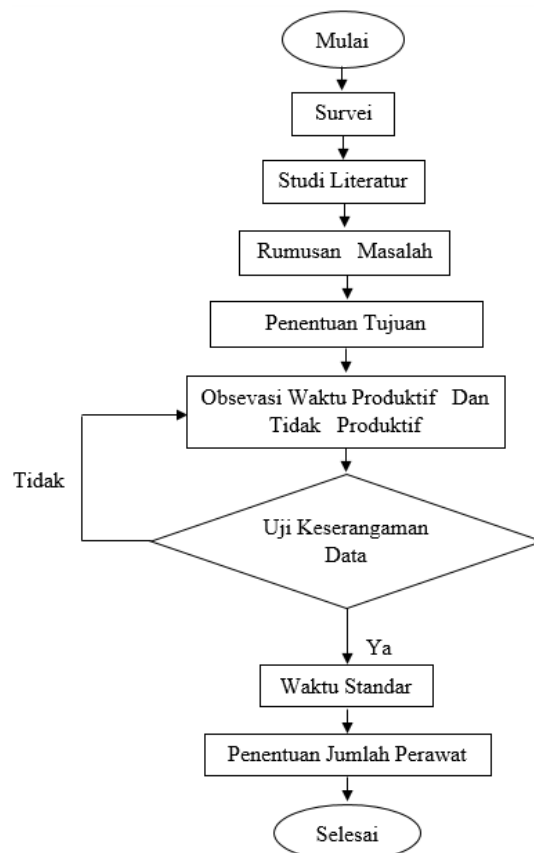 Mulai
Survei
Studi Literatur
Rumusan Masalah
Penentuan Tujuan
Obsevasi Waktu Produktif Dan
Tidak Produktif
Tidak
Uji Keserangaman
Data
Ya
Waktu Standar
Penentuan Jumlah Perawat
Selesai